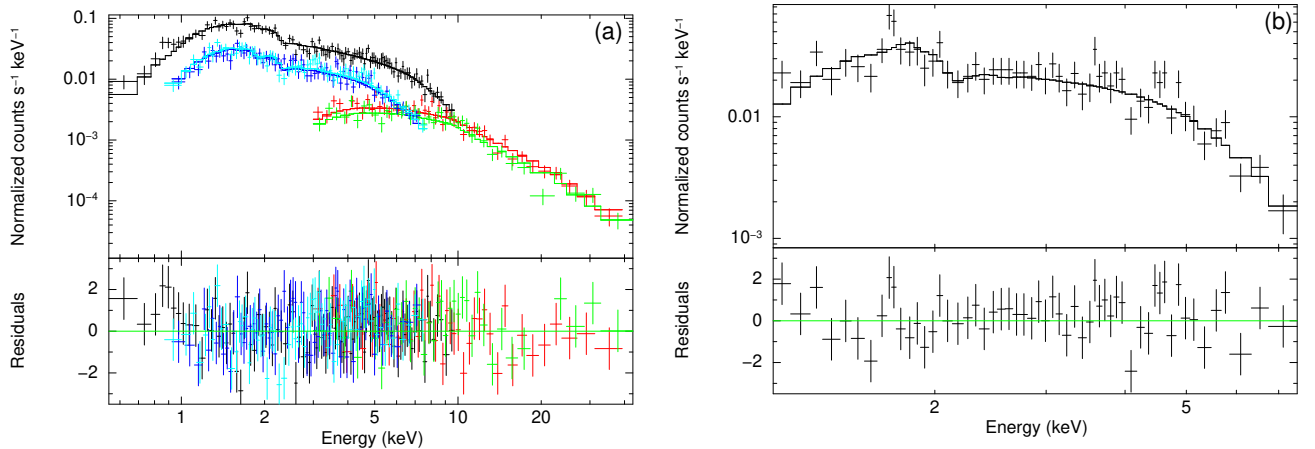 (a)
Normalized counts s⁻¹ keV⁻¹
0.1
0.01
10⁻³
10⁻⁴
Residuals
2
0
−2
1
2
5
10
20
Energy (keV)
(b)
Normalized counts s⁻¹ keV⁻¹
0.01
10⁻³
Residuals
2
0
−2
2
5
Energy (keV)